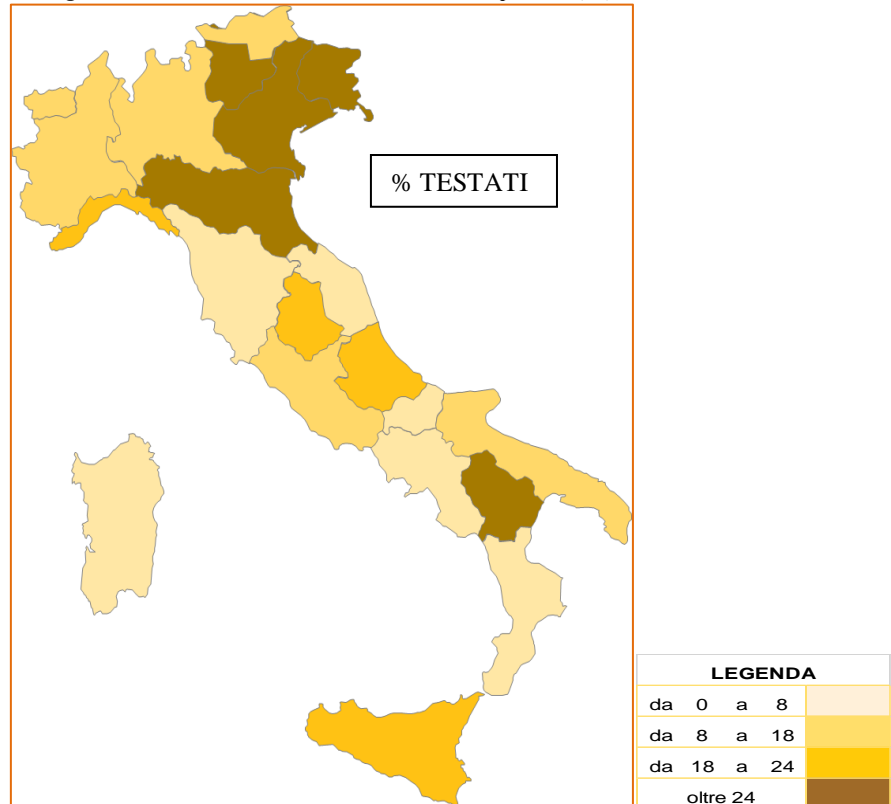 % TESTATI
LEGENDA
da 0 a 8
da 8 a 18
da 18 a 24
oltre 24